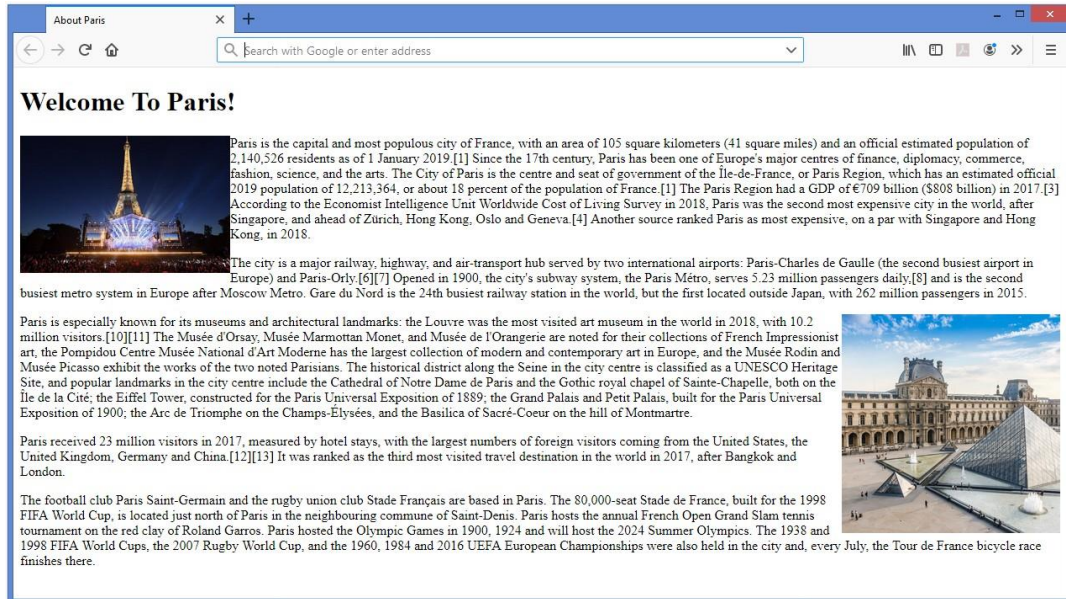 About Paris
Search with Google or enter address
Welcome To Paris!
Paris is the capital and most populous city of France, with an area of 105 square kilometers (41 square miles) and an official estimated population of
2,140,526 residents as of 1 January 2019.[1] Since the 17th century, Paris has been one of Europe's major centres of finance, diplomacy, commerce,
fashion, science, and the arts. The City of Paris is the centre and seat of government of the Île-de-France, or Paris Region, which has an estimated official
2019 population of 12,213,364, or about 18 percent of the population of France.[1] The Paris Region had a GDP of €709 billion ($808 billion) in 2017.[3]
According to the Economist Intelligence Unit Worldwide Cost of Living Survey in 2018, Paris was the second most expensive city in the world, after
Singapore, and ahead of Zürich, Hong Kong, Oslo and Geneva.[4] Another source ranked Paris as most expensive, on a par with Singapore and Hong
Kong, in 2018.
The city is a major railway, highway, and air-transport hub served by two international airports: Paris-Charles de Gaulle (the second busiest airport in
Europe) and Paris-Orly.[6][7] Opened in 1900, the city's subway system, the Paris Métro, serves 5.23 million passengers daily,[8] and is the second
busiest metro system in Europe after Moscow Metro. Gare du Nord is the 24th busiest railway station in the world, but the first located outside Japan, with 262 million passengers in 2015.
Paris is especially known for its museums and architectural landmarks: the Louvre was the most visited art museum in the world in 2018, with 10.2
million visitors.[10][11] The Musée d'Orsay, Musée Marmottan Monet, and Musée de l'Orangerie are noted for their collections of French Impressionist
art, the Pompidou Centre Musée National d'Art Moderne has the largest collection of modern and contemporary art in Europe, and the Musée Rodin and
Musée Picasso exhibit the works of the two noted Parisians. The historical district along the Seine in the city centre is classified as a UNESCO Heritage
Site, and popular landmarks in the city centre include the Cathedral of Notre Dame de Paris and the Gothic royal chapel of Sainte-Chapelle, both on the
Île de la Cité; the Eiffel Tower, constructed for the Paris Universal Exposition of 1889; the Grand Palais and Petit Palais, built for the Paris Universal
Exposition of 1900; the Arc de Triomphe on the Champs-Élysées, and the Basilica of Sacré-Coeur on the hill of Montmartre.
Paris received 23 million visitors in 2017, measured by hotel stays, with the largest numbers of foreign visitors coming from the United States, the
United Kingdom, Germany and China.[12][13] It was ranked as the third most visited travel destination in the world in 2017, after Bangkok and
London.
The football club Paris Saint-Germain and the rugby union club Stade Français are based in Paris. The 80,000-seat Stade de France, built for the 1998
FIFA World Cup, is located just north of Paris in the neighbouring commune of Saint-Denis. Paris hosts the annual French Open Grand Slam tennis
tournament on the red clay of Roland Garros. Paris hosted the Olympic Games in 1900, 1924 and will host the 2024 Summer Olympics. The 1938 and
1998 FIFA World Cups, the 2007 Rugby World Cup, and the 1960, 1984 and 2016 UEFA European Championships were also held in the city and, every July, the Tour de France bicycle race
finishes there.